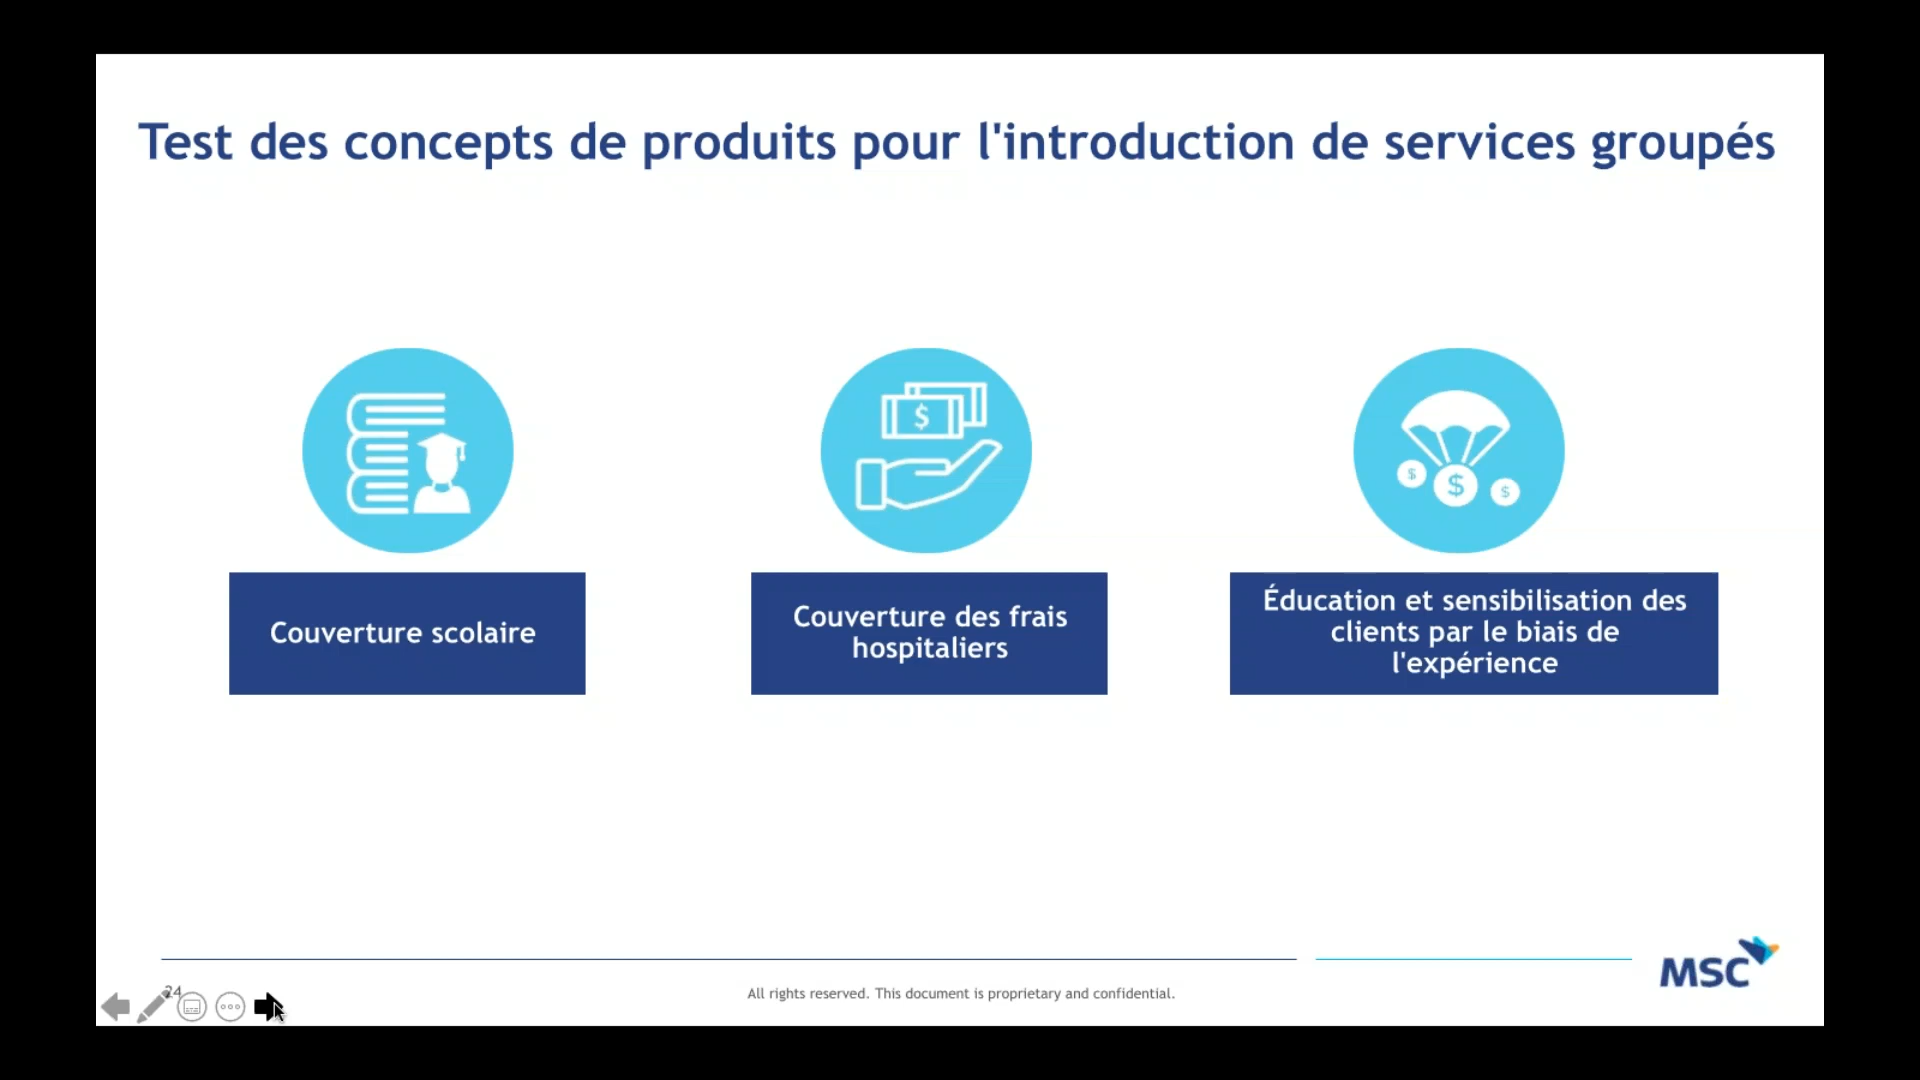 Test des concepts de produits pour l'introduction de services groupés
$
$
$
$
Couverture scolaire
Couverture des frais
hospitaliers
Éducation et sensibilisation des
clients par le biais de
l'expérience
MSC
24
All rights reserved. This document is proprietary and confidential.